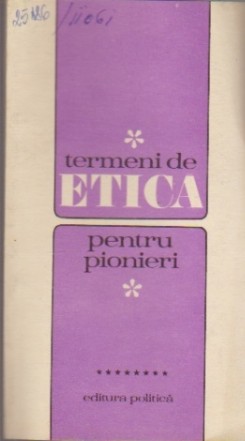 *
termeni de
ETICA
pentru
pionieri
*
********
editura politică